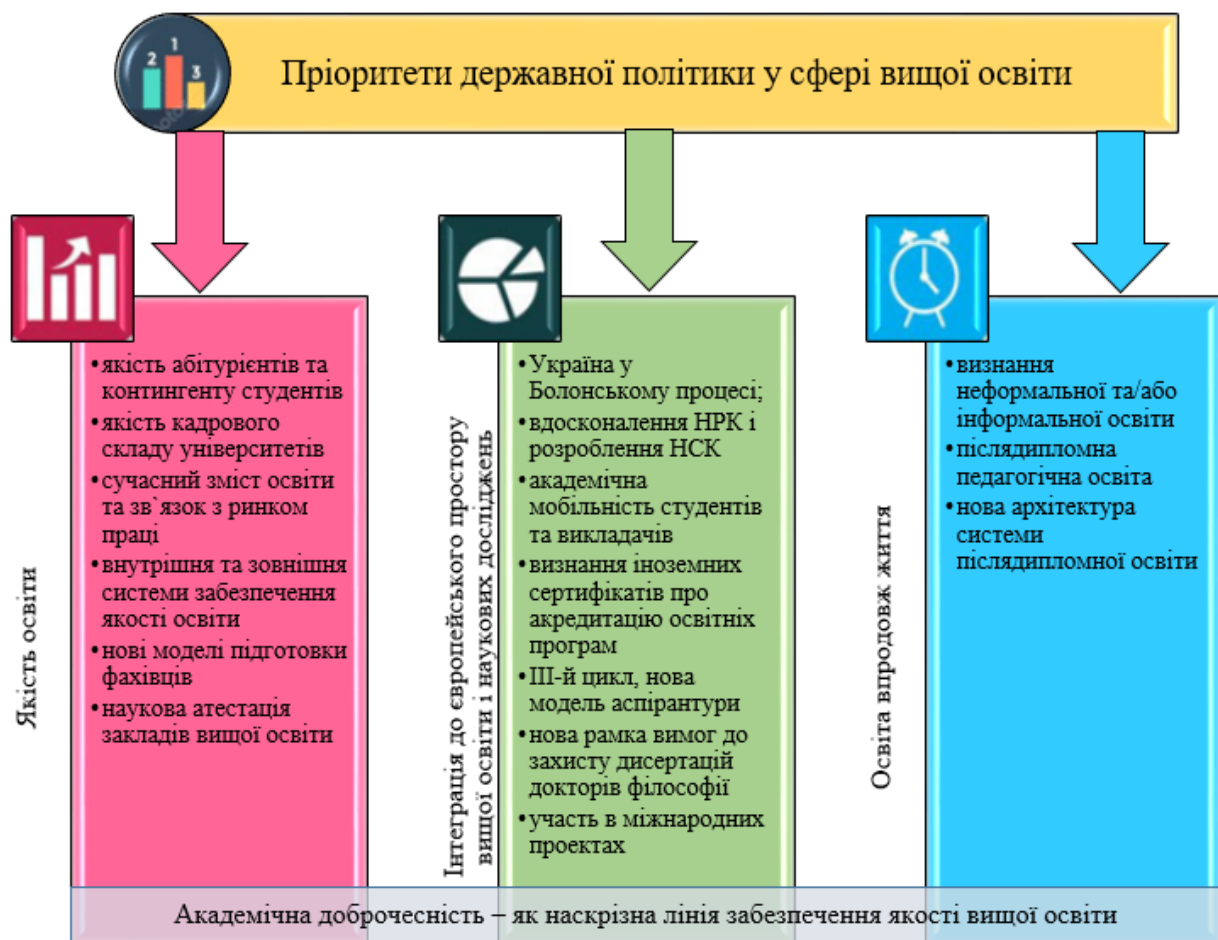 Пріоритети державної політики у сфері вищої освіти
2
1
3
Якість освіти
•якість абітурієнтів та
контингенту студентів
•якість кадрового
складу університетів
•сучасний зміст освіти
та зв`язок з ринком
праці
•внутрішня та зовнішня
системи забезпечення
якості освіти
•нові моделі підготовки
фахівців
•наукова атестація
закладів вищої освіти
Інтеграція до європейського простору
вищої освіти і наукових досліджень
•Україна у
Болонському процесі;
•вдосконалення НРК і
розроблення НСК
•академічна
мобільність студентів
та викладачів
•визнання іноземних
сертифікатів про
акредитацію освітніх
програм
•ІІІ-й цикл, нова
модель аспірантури
•нова рамка вимог до
захисту дисертацій
докторів філософії
•участь в міжнародних
проектах
Освіта впродовж життя
•визнання
неформальної та/або
інформальної освіти
•післядипломна
педагогічна освіта
•нова архітектура
системи
післядипломної освіти
Академічна доброчесність – як наскрізна лінія забезпечення якості вищої освіти